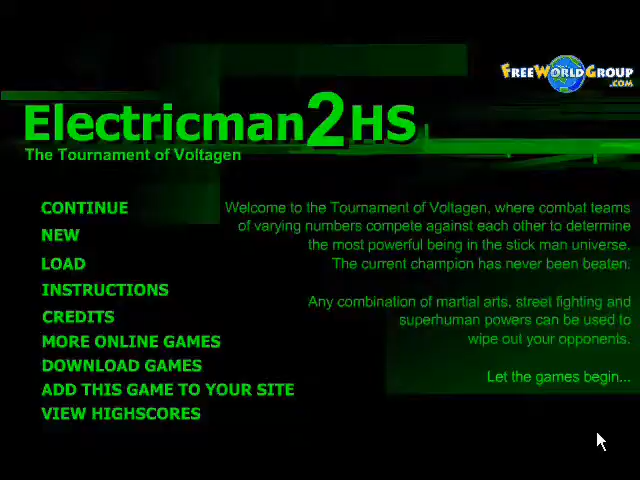 FREEWORLDGROUP
.COM
Electricman2HS
The Tournament of Voltagen
CONTINUE
NEW
LOAD
INSTRUCTIONS
CREDITS
MORE ONLINE GAMES
DOWNLOAD GAMES
ADD THIS GAME TO YOUR SITE
VIEW HIGHSCORES
Welcome to the Tournament of Voltagen, where combat teams
of varying numbers compete against each other to determine
the most powerful being in the stick man universe.
The current champion has never been beaten.
Any combination of martial arts, street fighting and
superhuman powers can be used to
wipe out your opponents.
Let the games begin...